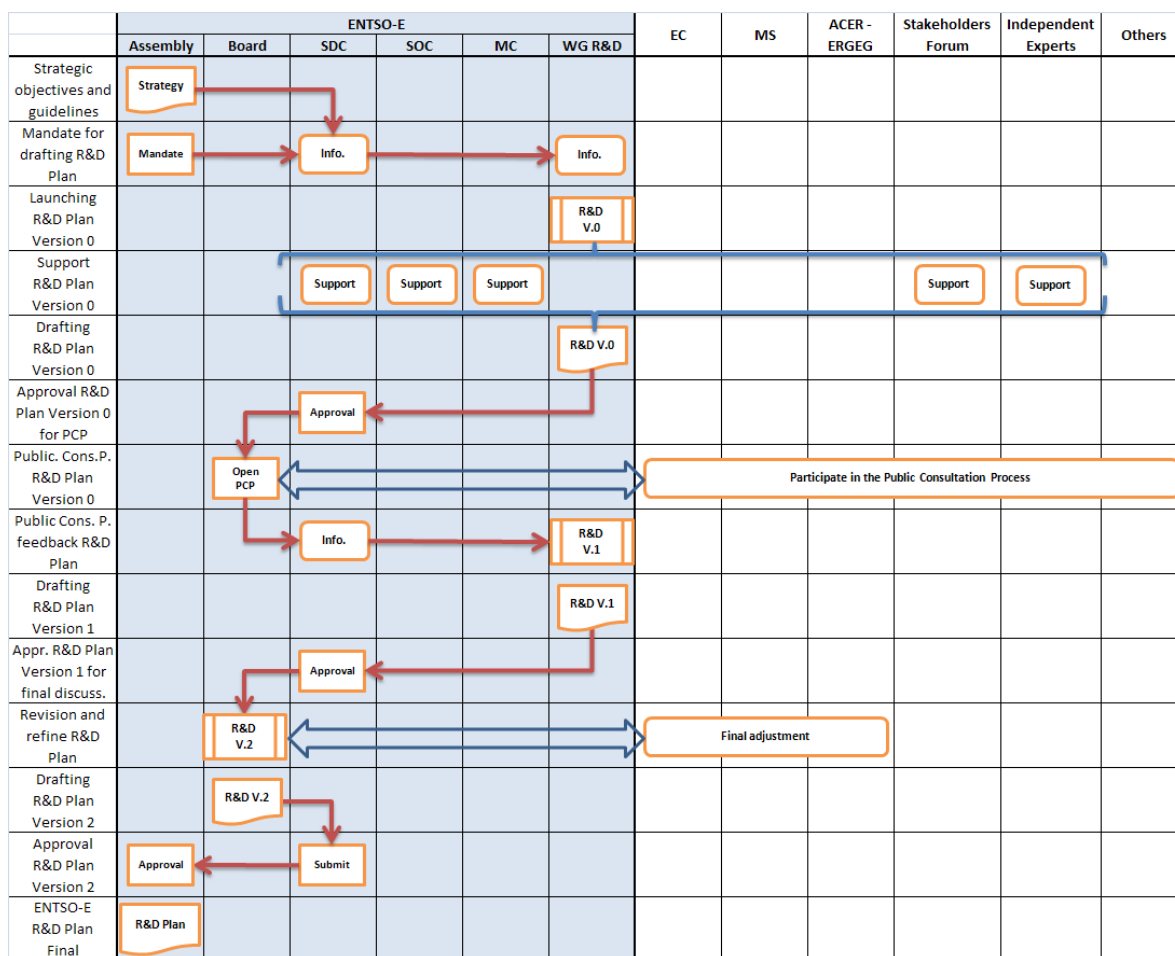 ENTSO-E
EC
MS
ACER -
ERGEG
Stakeholders
Forum
Independent
Experts
Others
Assembly
Board
SDC
SOC
MC
WG R&D
Strategic
objectives and
guidelines
Strategy
Mandate for
drafting R&D
Plan
Mandate
Info.
Info.
Launching
R&D Plan
Version 0
R&D
V.0
Support
R&D Plan
Version 0
Support
Support
Support
Support
Support
Drafting
R&D Plan
Version 0
R&D V.0
Approval R&D
Plan Version 0
for PCP
Approval
Public. Cons.P.
R&D Plan
Version 0
Open
PCP
Participate in the Public Consultation Process
Public Cons. P.
feedback R&D
Plan
Info.
R&D
V.1
Drafting
R&D Plan
Version 1
R&D V.1
Appr. R&D Plan
Version 1 for
final discuss.
Approval
Revision and
refine R&D
Plan
R&D
V.2
Final adjustment
Drafting
R&D Plan
Version 2
R&D V.2
Approval
R&D Plan
Version 2
Approval
Submit
ENTSO-E
R&D Plan
Final
R&D Plan